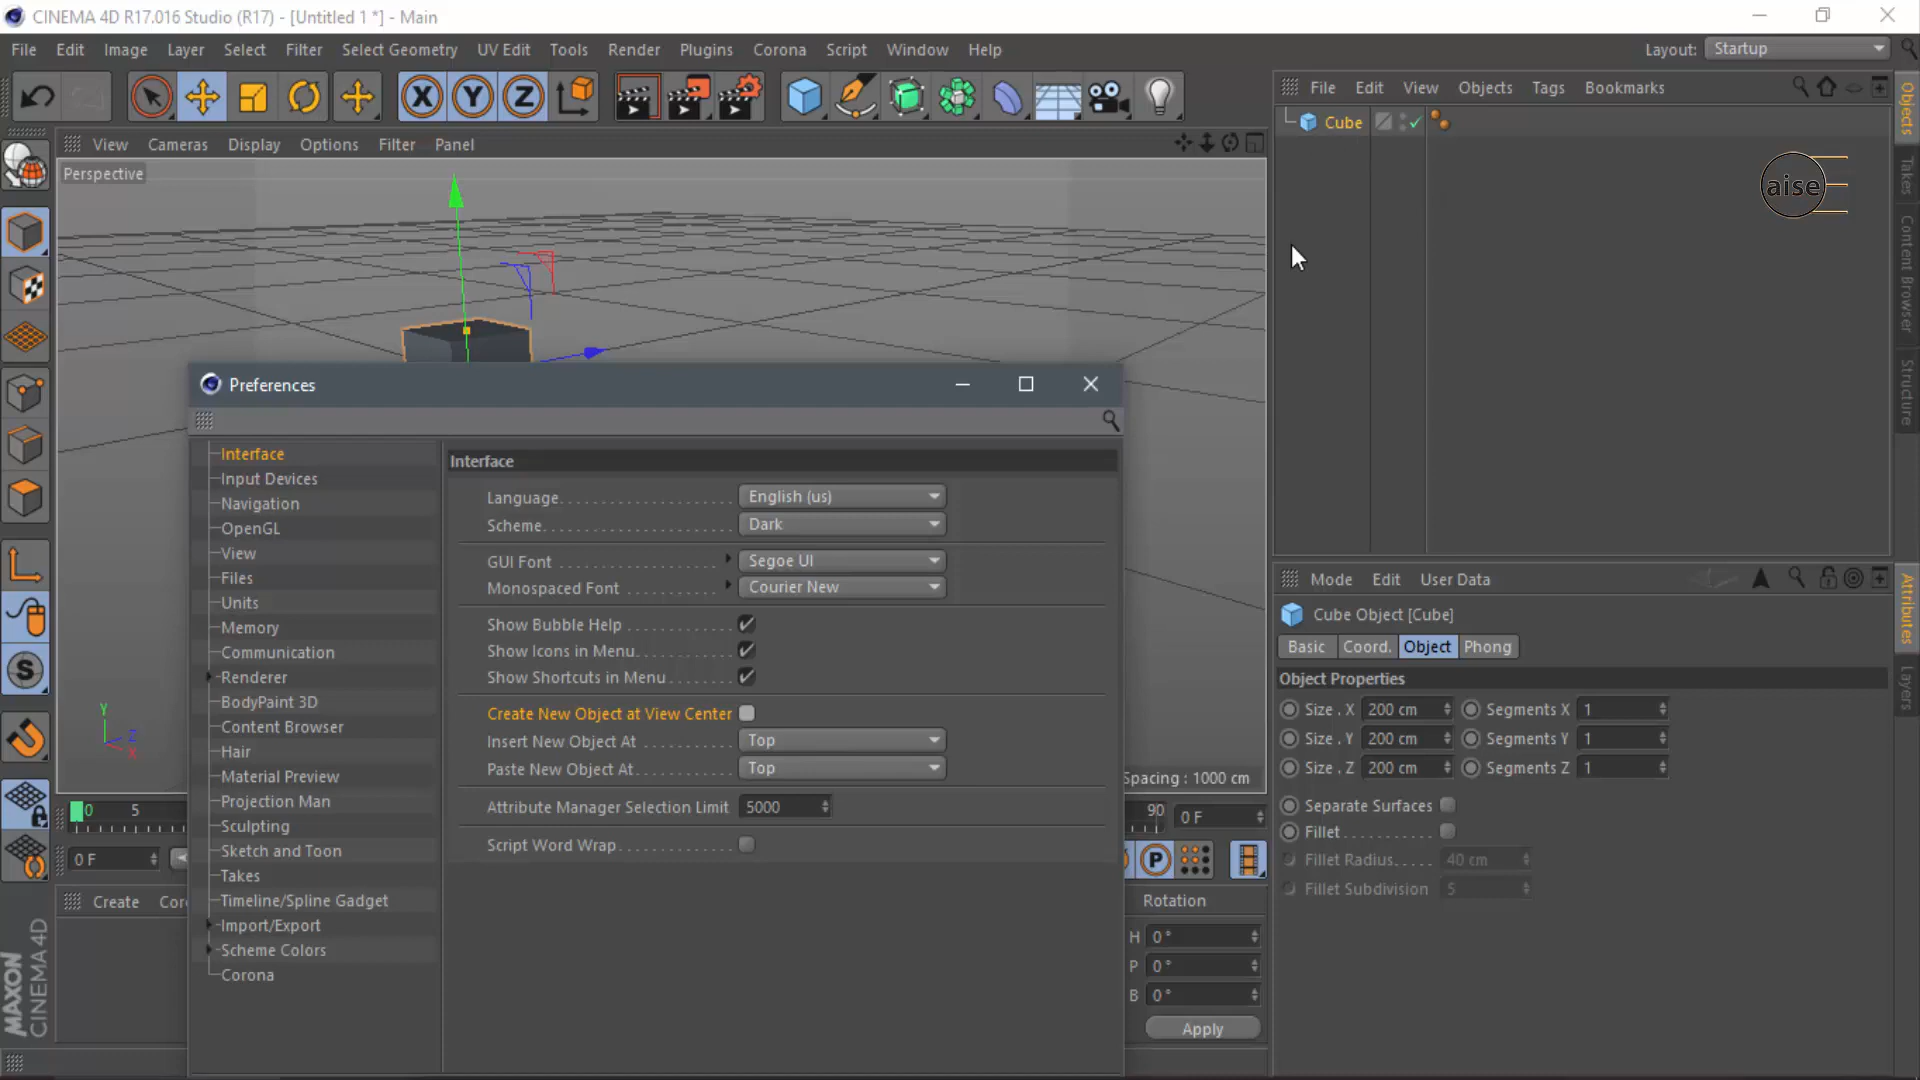 CINEMA 4D R17.016 Studio (R17) - [Untitled 1 *] - Main
File Edit Image Layer Select Filter Select Geometry UV Edit Tools Render Plugins Corona Script Window Help
Layout: Startup
X Y Z
File Edit View Objects Tags Bookmarks
Cube
aise
View Cameras Display Options Filter Panel
Perspective
Y
Z
X
Spacing : 1000 cm
Preferences
Interface
Input Devices
Navigation
OpenGL
View
Files
Units
Memory
Communication
Renderer
BodyPaint 3D
Content Browser
Hair
Material Preview
Projection Man
Sculpting
Sketch and Toon
Takes
Timeline/Spline Gadget
Import/Export
Scheme Colors
Corona
Interface
Language English (us)
Scheme Dark
GUI Font Segoe UI
Monospaced Font Courier New
Show Bubble Help
Show Icons in Menu
Show Shortcuts in Menu
Create New Object at View Center
Insert New Object At Top
Paste New Object At Top
Attribute Manager Selection Limit 5000
Script Word Wrap
0 5
90 0 F
0 F
P
S
Create
Rotation
H 0 °
P 0 °
B 0 °
Apply
MAXON
CINEMA 4D
Mode Edit User Data
Cube Object [Cube]
Basic Coord. Object Phong
Object Properties
Size . X 200 cm Segments X 1
Size . Y 200 cm Segments Y 1
Size . Z 200 cm Segments Z 1
Separate Surfaces
Fillet
Fillet Radius 40 cm
Fillet Subdivision 5
Objects
Takes
Content Browser
Structure
Attributes
Layers